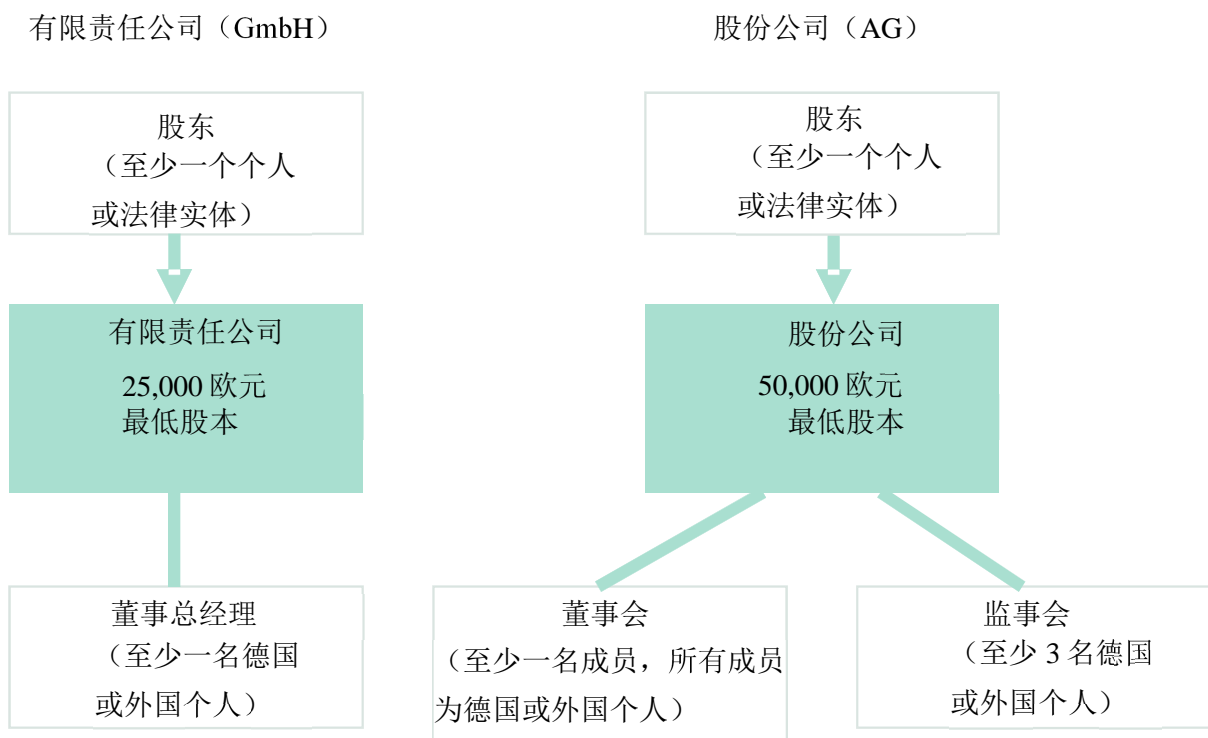 有限责任公司（GmbH）
股份公司（AG）
股东
（至少一个个人
或法律实体）
股东
（至少一个个人
或法律实体）
有限责任公司
25,000 欧元
最低股本
股份公司
50,000 欧元
最低股本
董事总经理
（至少一名德国
或外国个人）
董事会
（至少一名成员，所有成员
为德国或外国个人）
监事会
（至少 3 名德国
或外国个人）